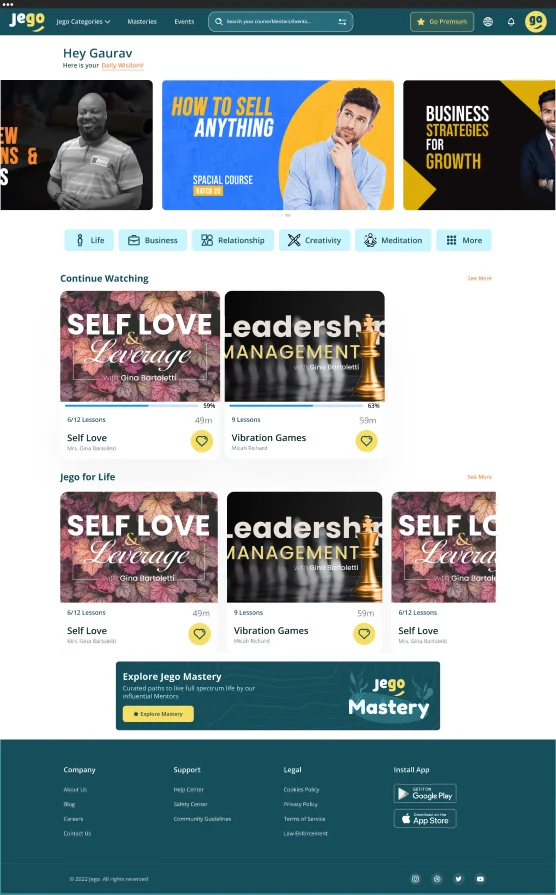 jego
Jego Categories
Masteries
Events
Search your course/Mentors/Events...
Go Premium
go
Hey Gaurav
Here is your Daily Wisdom!
EW
NS &
S
HOW TO SELL
ANYTHING
SPACIAL COURSE
BATCH 20
BUSINESS
STRATEGIES
FOR
GROWTH
Life
Business
Relationship
Creativity
Meditation
More
Continue Watching
See More
SELF LOVE
&
Leverage
with Gina Bartoletti
59%
6/12 Lessons
49m
Self Love
Mrs. Gina Bartoletti
Leadership
MANAGEMENT
with Gina Bartoletti
63%
9 Lessons
59m
Vibration Games
Micah Richard
Jego for Life
See More
SELF LOVE
&
Leverage
with Gina Bartoletti
6/12 Lessons
49m
Self Love
Mrs. Gina Bartoletti
Leadership
MANAGEMENT
with Gina Bartoletti
9 Lessons
59m
Vibration Games
Micah Richard
SELF LO
&
Levera
with Gina Barto
6/12 Lessons
Self Love
Mrs. Gina Bartoletti
Explore Jego Mastery
Curated paths to live full spectrum life by our
influential Mentors
Explore Mastery
jego
Mastery
Company
About Us
Blog
Careers
Contact Us
Support
Help Center
Safety Center
Community Guidelines
Legal
Cookies Policy
Privacy Policy
Terms of Service
Law Enforcement
Install App
GET IT ON
Google Play
Download on the
App Store
© 2022 Jego. All rights reserved